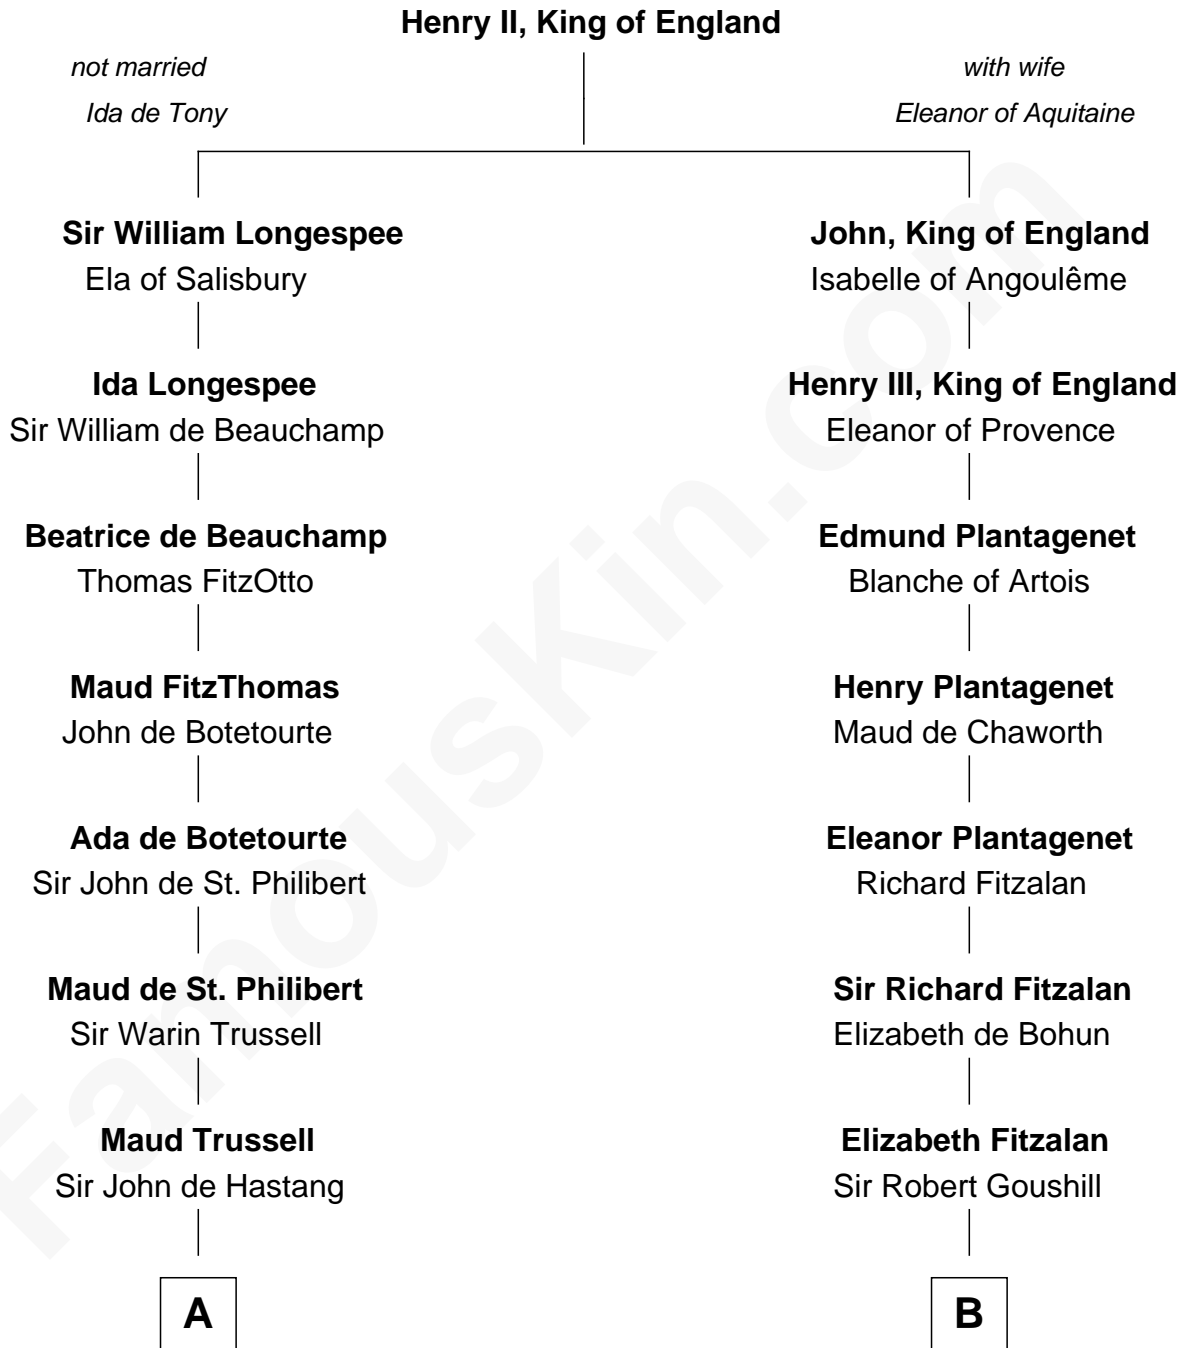 Henry II, King of England
not married
Ida de Tony
with wife
Eleanor of Aquitaine
Sir William Longespee
Ela of Salisbury
John, King of England
Isabelle of Angoulême
Ida Longespee
Sir William de Beauchamp
Henry III, King of England
Eleanor of Provence
Beatrice de Beauchamp
Thomas FitzOtto
Edmund Plantagenet
Blanche of Artois
Maud FitzThomas
John de Botetourte
Henry Plantagenet
Maud de Chaworth
Ada de Botetourte
Sir John de St. Philibert
Eleanor Plantagenet
Richard Fitzalan
Maud de St. Philibert
Sir Warin Trussell
Sir Richard Fitzalan
Elizabeth de Bohun
Maud Trussell
Sir John de Hastang
Elizabeth Fitzalan
Sir Robert Goushill
A
B
FamousKin.com